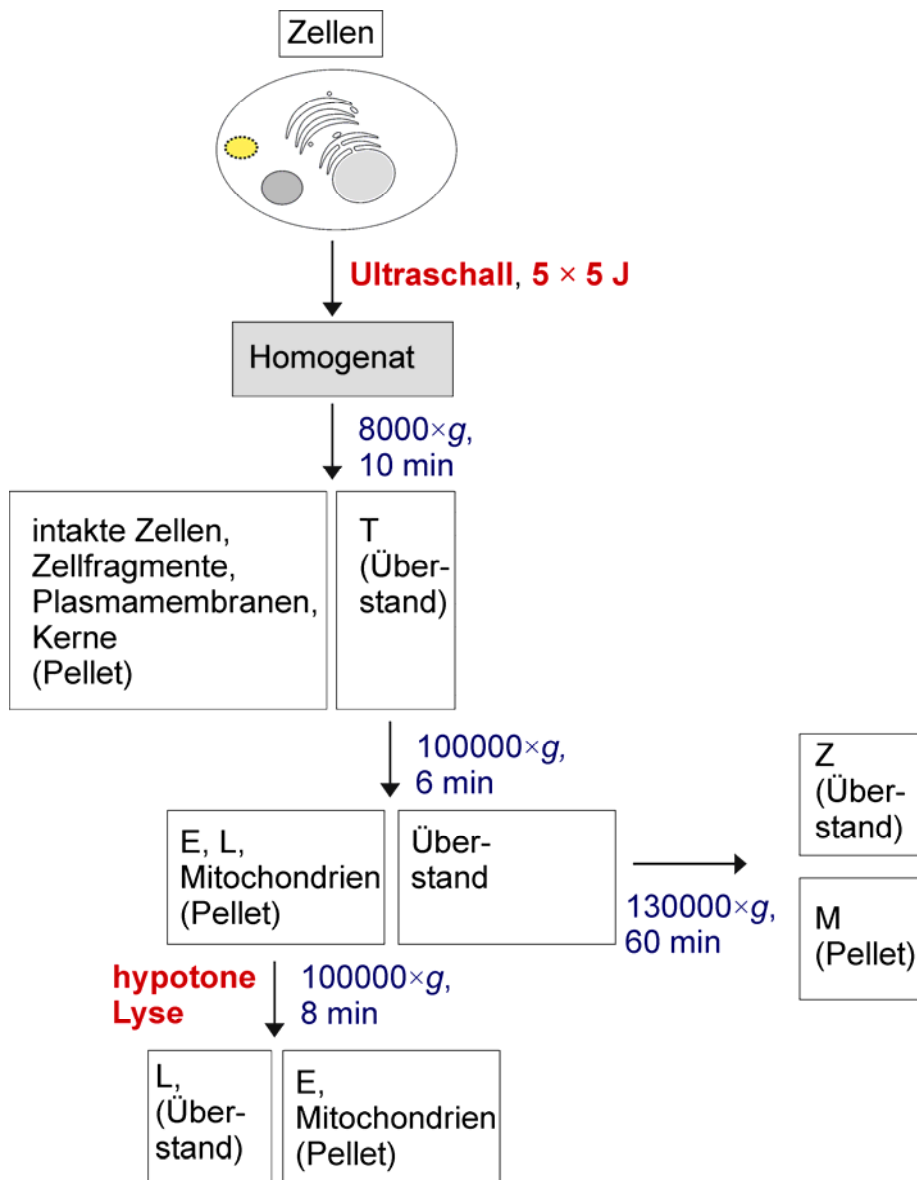 Zellen
Ultraschall, 5 × 5 J
Homogenat
8000×g,
10 min
intakte Zellen,
Zellfragmente,
Plasmamembranen,
Kerne
(Pellet)
T
(Über-
stand)
100000×g,
6 min
E, L,
Mitochondrien
(Pellet)
Über-
stand
130000×g,
60 min
Z
(Über-
stand)
M
(Pellet)
hypotone
Lyse
100000×g,
8 min
L,
(Über-
stand)
E,
Mitochondrien
(Pellet)